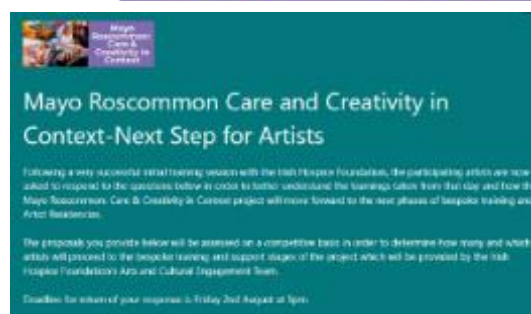 Mayo
Roscommon
Care &
Creativity in
Context
Mayo Roscommon Care and Creativity in
Context-Next Step for Artists
Following a very successful initial training session with the Irish Hospice Foundation, the participating artists are now
asked to respond to the questions below in order to better understand the learnings taken from that day and how
Mayo Roscommon Care & Creativity in Context project will move forward to the next phases of bespoke training and
Artist Residencies.
The proposals you provide below will be assessed on a competitive basis in order to determine how many and which
artists will proceed to the bespoke training and support stages of the project which will be provided by the Irish
Hospice Foundation's Arts and Cultural Engagement Team.
Deadline for return of your response is Friday 2nd August at 5pm